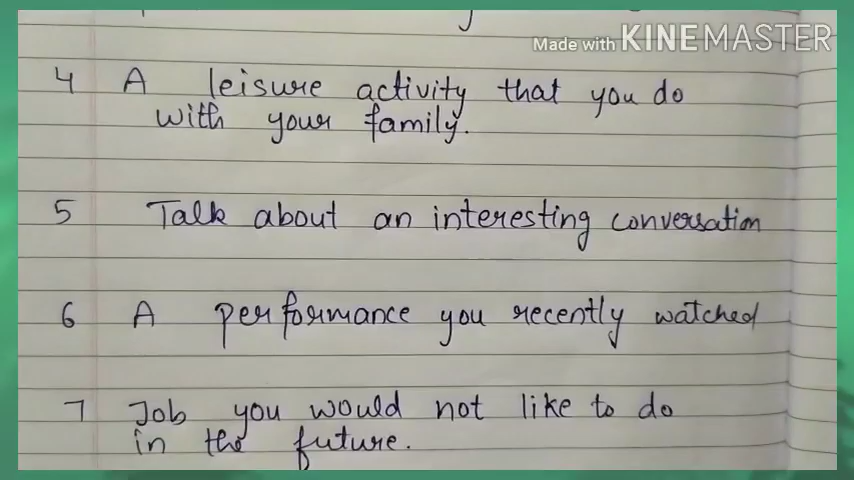 Made with KINEMASTER
4 A leisure activity that you do
with your family.
5 Talk about an interesting conversation
6 A performance you recently watched
7 Job you would not like to do
in the future.